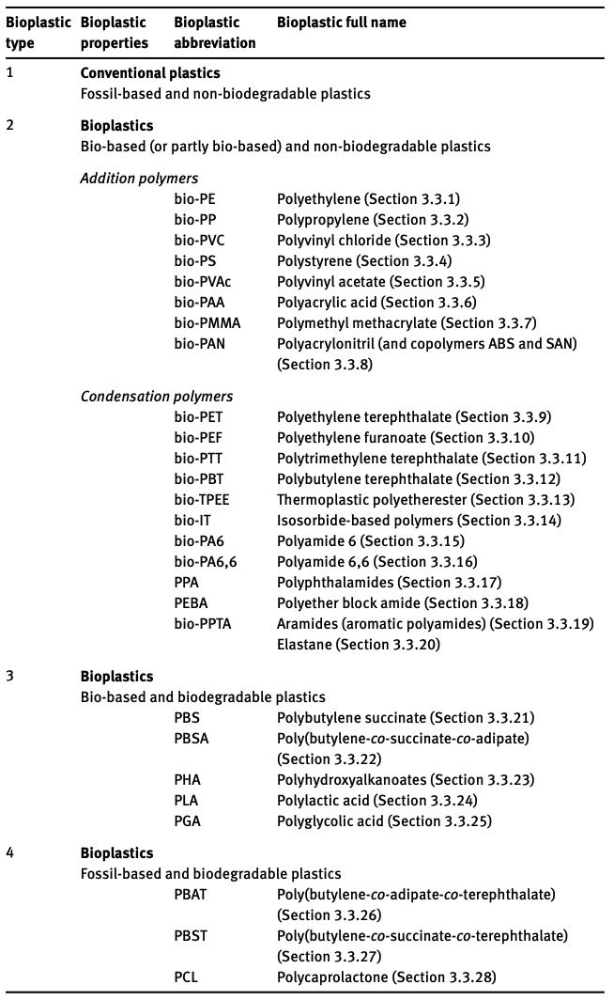 Bioplastic type Bioplastic properties Bioplastic abbreviation Bioplastic full name
1 Conventional plastics
Fossil-based and non-biodegradable plastics
2 Bioplastics
Bio-based (or partly bio-based) and non-biodegradable plastics
Addition polymers
bio-PE Polyethylene (Section 3.3.1)
bio-PP Polypropylene (Section 3.3.2)
bio-PVC Polyvinyl chloride (Section 3.3.3)
bio-PS Polystyrene (Section 3.3.4)
bio-PVAc Polyvinyl acetate (Section 3.3.5)
bio-PAA Polyacrylic acid (Section 3.3.6)
bio-PMMA Polymethyl methacrylate (Section 3.3.7)
bio-PAN Polyacrylonitril (and copolymers ABS and SAN)
(Section 3.3.8)
Condensation polymers
bio-PET Polyethylene terephthalate (Section 3.3.9)
bio-PEF Polyethylene furanoate (Section 3.3.10)
bio-PTT Polytrimethylene terephthalate (Section 3.3.11)
bio-PBT Polybutylene terephthalate (Section 3.3.12)
bio-TPEE Thermoplastic polyetherester (Section 3.3.13)
bio-IT Isosorbide-based polymers (Section 3.3.14)
bio-PA6 Polyamide 6 (Section 3.3.15)
bio-PA6,6 Polyamide 6,6 (Section 3.3.16)
PPA Polyphthalamides (Section 3.3.17)
PEBA Polyether block amide (Section 3.3.18)
bio-PPTA Aramides (aromatic polyamides) (Section 3.3.19)
Elastane (Section 3.3.20)
3 Bioplastics
Bio-based and biodegradable plastics
PBS Polybutylene succinate (Section 3.3.21)
PBSA Poly(butylene-co-succinate-co-adipate)
(Section 3.3.22)
PHA Polyhydroxyalkanoates (Section 3.3.23)
PLA Polylactic acid (Section 3.3.24)
PGA Polyglycolic acid (Section 3.3.25)
4 Bioplastics
Fossil-based and biodegradable plastics
PBAT Poly(butylene-co-adipate-co-terephthalate)
(Section 3.3.26)
PBST Poly(butylene-co-succinate-co-terephthalate)
(Section 3.3.27)
PCL Polycaprolactone (Section 3.3.28)